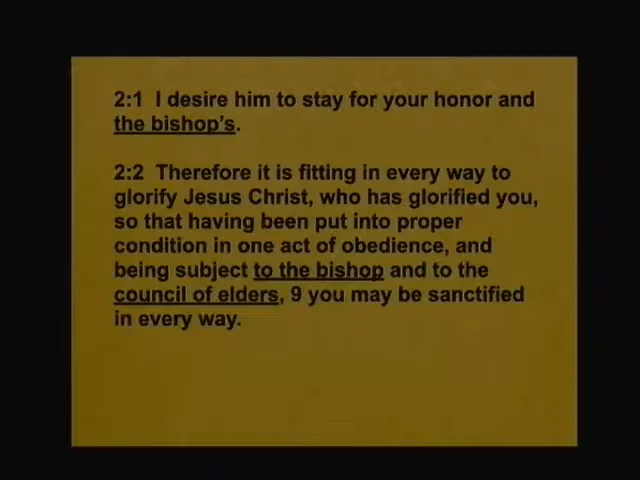 2:1 I desire him to stay for your honor and
the bishop's.
2:2 Therefore it is fitting in every way to
glorify Jesus Christ, who has glorified you,
so that having been put into proper
condition in one act of obedience, and
being subject to the bishop and to the
council of elders, 9 you may be sanctified
in every way.